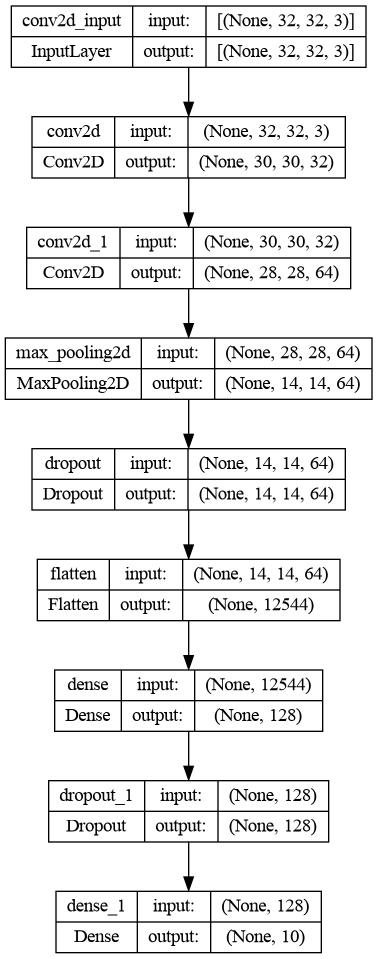 conv2d_input input: [(None, 32, 32, 3)]
InputLayer output: [(None, 32, 32, 3)]
conv2d input: (None, 32, 32, 3)
Conv2D output: (None, 30, 30, 32)
conv2d_1 input: (None, 30, 30, 32)
Conv2D output: (None, 28, 28, 64)
max_pooling2d input: (None, 28, 28, 64)
MaxPooling2D output: (None, 14, 14, 64)
dropout input: (None, 14, 14, 64)
Dropout output: (None, 14, 14, 64)
flatten input: (None, 14, 14, 64)
Flatten output: (None, 12544)
dense input: (None, 12544)
Dense output: (None, 128)
dropout_1 input: (None, 128)
Dropout output: (None, 128)
dense_1 input: (None, 128)
Dense output: (None, 10)